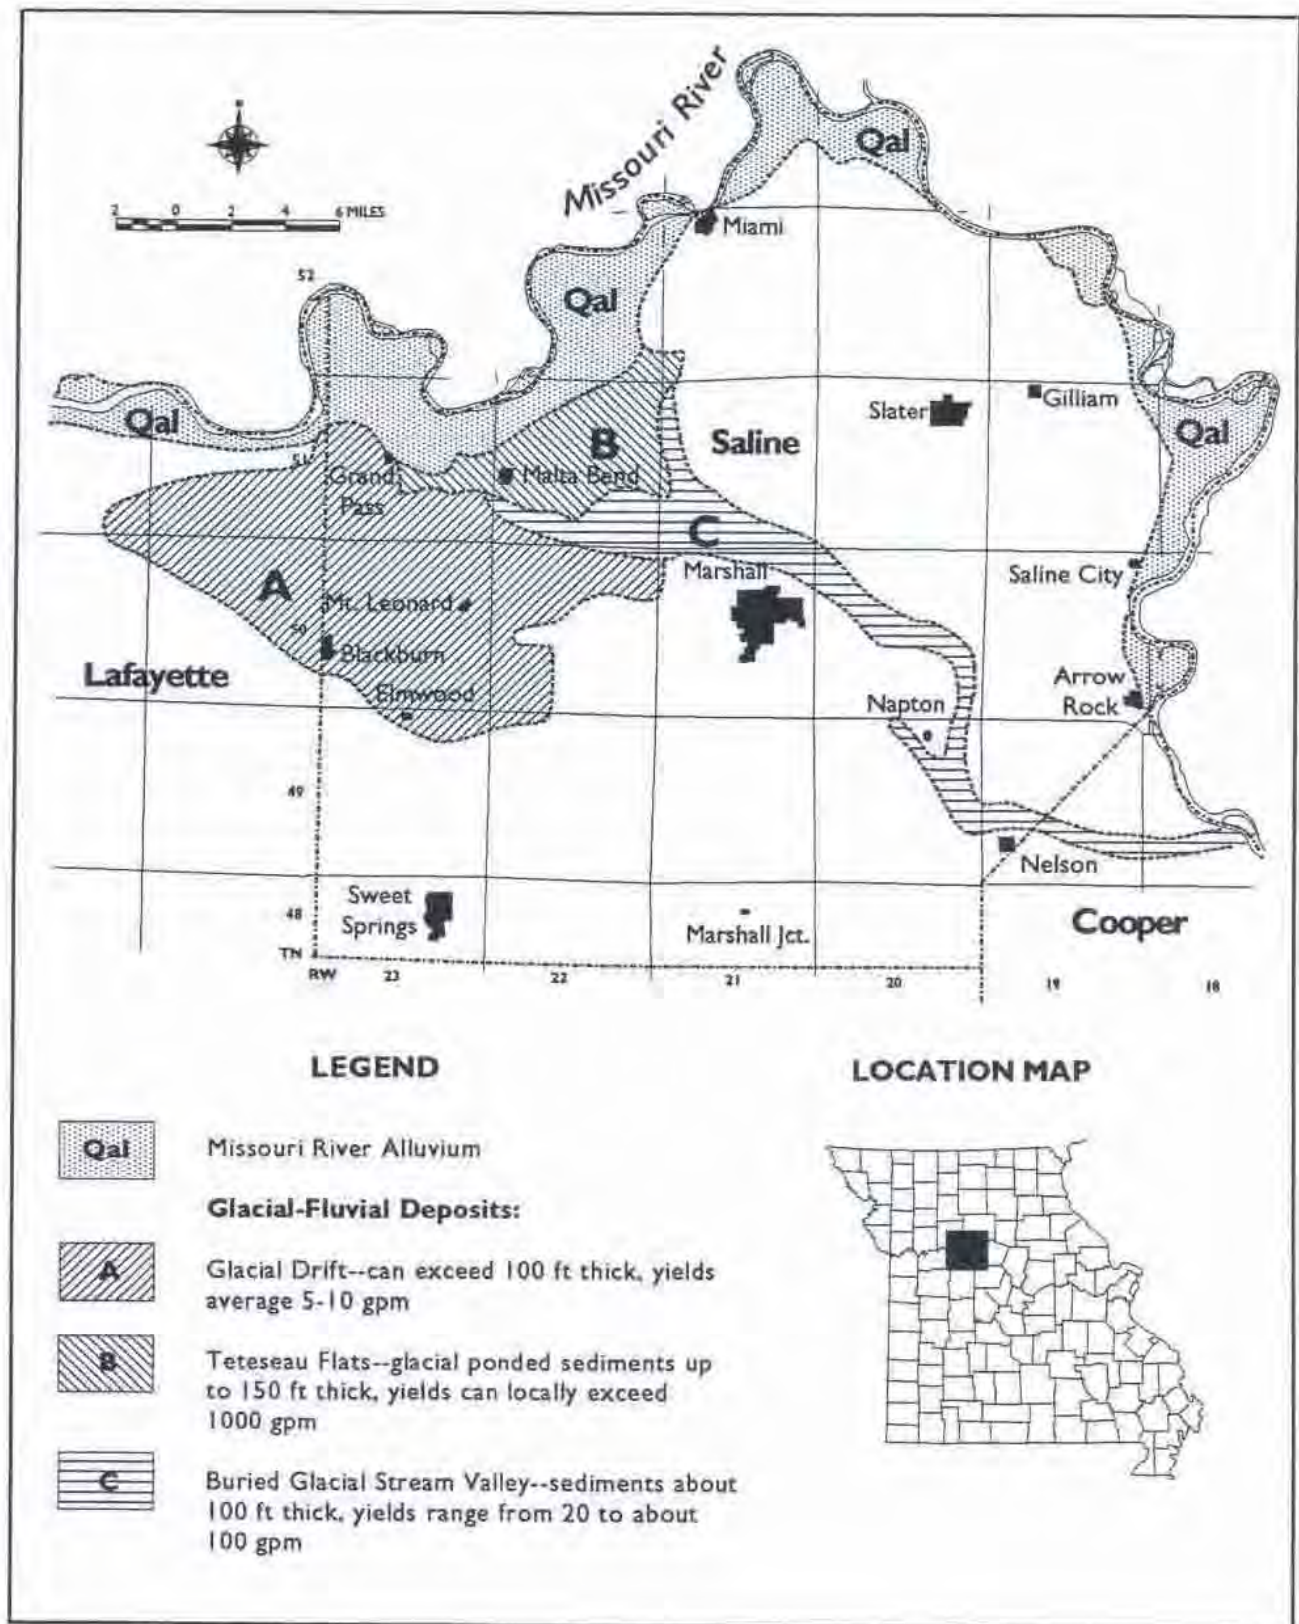 Missouri River
Qal
2 0 2 4 6 MILES
Miami
52
Qal
Qal
Slater
Gilliam
Qal
B
Saline
51
Grand
Pass
Malta Bend
C
Marshall
Saline City
A
Mt. Leonard
50
Blackburn
Lafayette
Elmwood
Arrow
Rock
Napton
49
Nelson
Sweet
Springs
48
Marshall Jct.
Cooper
TN
RW 23 22 21 20 19 18
LEGEND
Qal Missouri River Alluvium
Glacial-Fluvial Deposits:
A Glacial Drift--can exceed 100 ft thick, yields
average 5-10 gpm
B Teteseau Flats--glacial ponded sediments up
to 150 ft thick, yields can locally exceed
1000 gpm
C Buried Glacial Stream Valley--sediments about
100 ft thick, yields range from 20 to about
100 gpm
LOCATION MAP